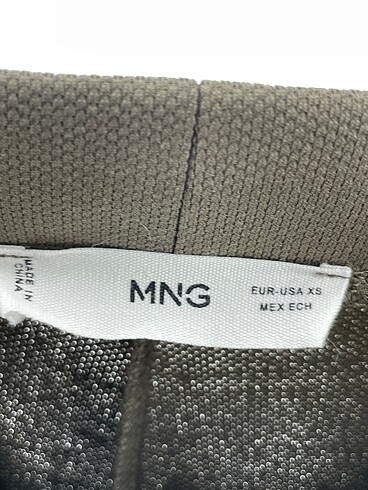 MADE IN
CHINA
MNG
EUR-USA XS
MEX ECH